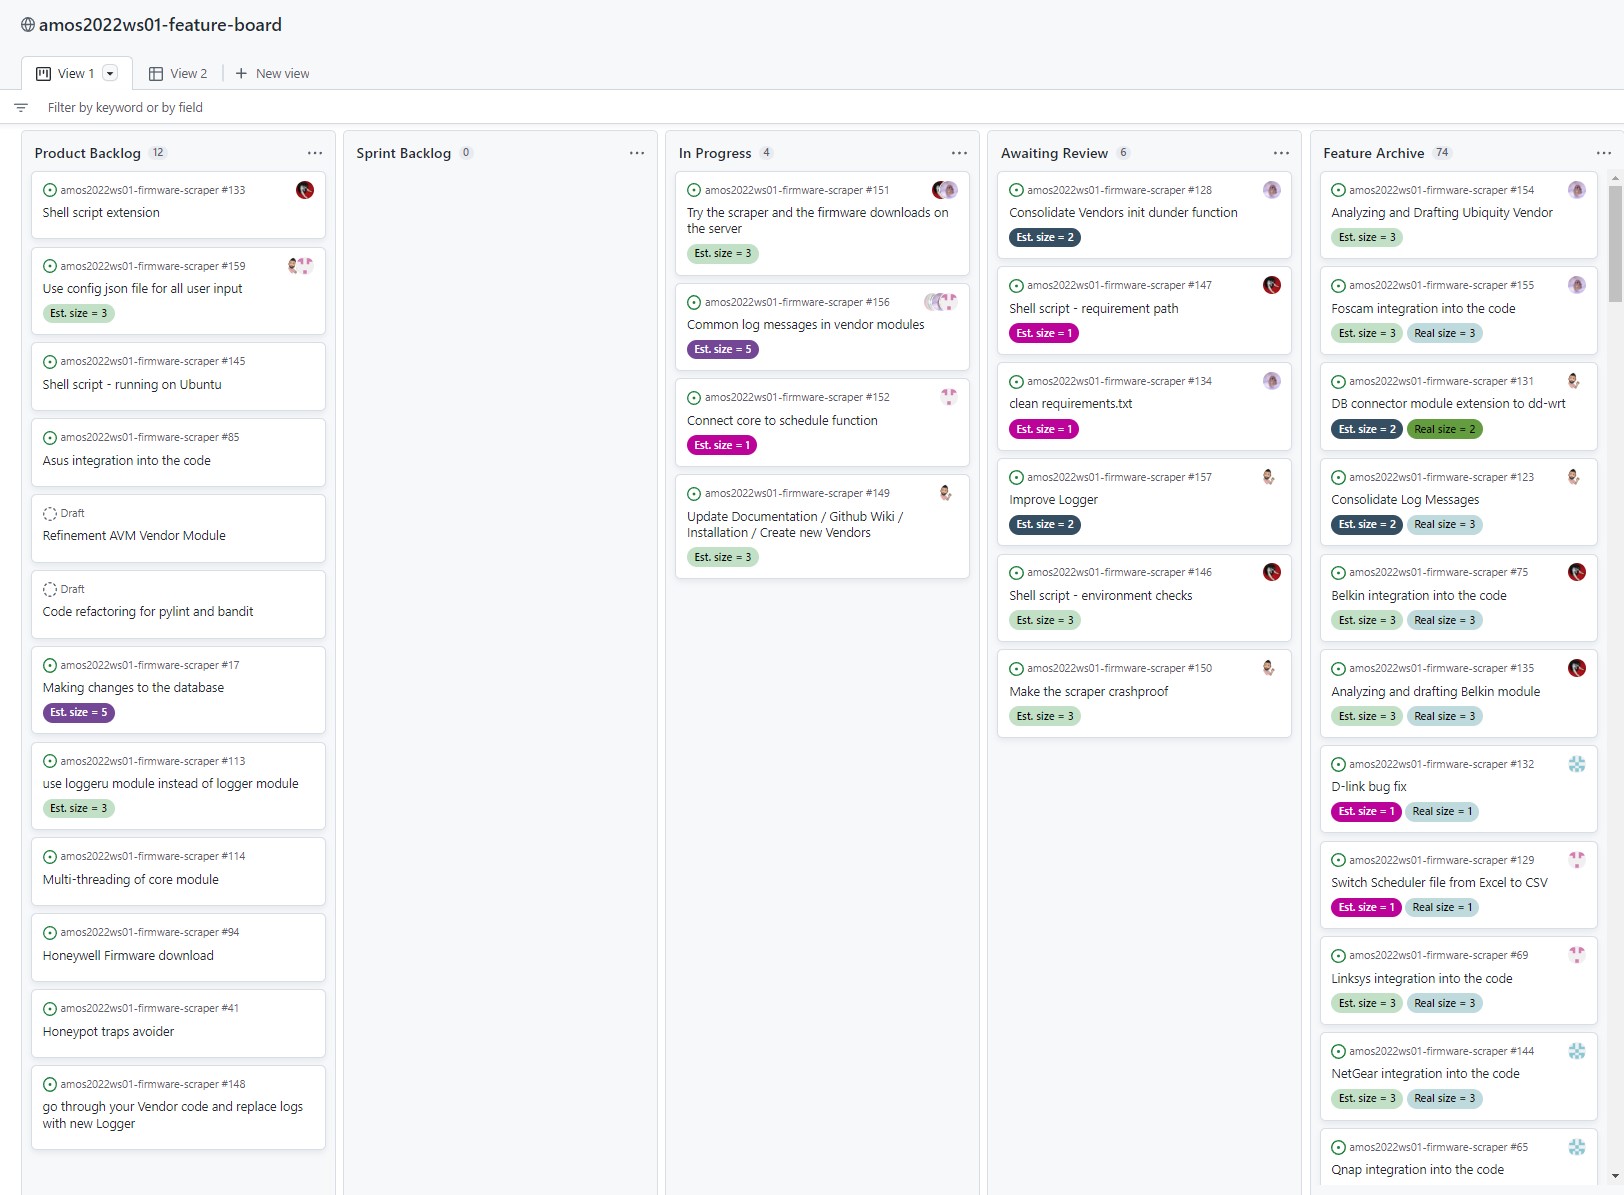 amos2022ws01-feature-board
View 1
View 2
New view
Filter by keyword or by field
Product Backlog 12
amos2022ws01-firmware-scraper #133
Shell script extension
amos2022ws01-firmware-scraper #159
Use config json file for all user input
Est. size = 3
amos2022ws01-firmware-scraper #145
Shell script - running on Ubuntu
amos2022ws01-firmware-scraper #85
Asus integration into the code
Draft
Refinement AVM Vendor Module
Draft
Code refactoring for pylint and bandit
amos2022ws01-firmware-scraper #17
Making changes to the database
Est. size = 5
amos2022ws01-firmware-scraper #113
use loggeru module instead of logger module
Est. size = 3
amos2022ws01-firmware-scraper #114
Multi-threading of core module
amos2022ws01-firmware-scraper #94
Honeywell Firmware download
amos2022ws01-firmware-scraper #41
Honeypot traps avoider
amos2022ws01-firmware-scraper #148
go through your Vendor code and replace logs
with new Logger
Sprint Backlog 0
In Progress 4
amos2022ws01-firmware-scraper #151
Try the scraper and the firmware downloads on
the server
Est. size = 3
amos2022ws01-firmware-scraper #156
Common log messages in vendor modules
Est. size = 5
amos2022ws01-firmware-scraper #152
Connect core to schedule function
Est. size = 1
amos2022ws01-firmware-scraper #149
Update Documentation / Github Wiki /
Installation / Create new Vendors
Est. size = 3
Awaiting Review 6
amos2022ws01-firmware-scraper #128
Consolidate Vendors init dunder function
Est. size = 2
amos2022ws01-firmware-scraper #147
Shell script - requirement path
Est. size = 1
amos2022ws01-firmware-scraper #134
clean requirements.txt
Est. size = 1
amos2022ws01-firmware-scraper #157
Improve Logger
Est. size = 2
amos2022ws01-firmware-scraper #146
Shell script - environment checks
Est. size = 3
amos2022ws01-firmware-scraper #150
Make the scraper crashproof
Est. size = 3
Feature Archive 74
amos2022ws01-firmware-scraper #154
Analyzing and Drafting Ubiquity Vendor
Est. size = 3
amos2022ws01-firmware-scraper #155
Foscam integration into the code
Est. size = 3 Real size = 3
amos2022ws01-firmware-scraper #131
DB connector module extension to dd-wrt
Est. size = 2 Real size = 2
amos2022ws01-firmware-scraper #123
Consolidate Log Messages
Est. size = 2 Real size = 3
amos2022ws01-firmware-scraper #75
Belkin integration into the code
Est. size = 3 Real size = 3
amos2022ws01-firmware-scraper #135
Analyzing and drafting Belkin module
Est. size = 3 Real size = 3
amos2022ws01-firmware-scraper #132
D-link bug fix
Est. size = 1 Real size = 1
amos2022ws01-firmware-scraper #129
Switch Scheduler file from Excel to CSV
Est. size = 1 Real size = 1
amos2022ws01-firmware-scraper #69
Linksys integration into the code
Est. size = 3 Real size = 3
amos2022ws01-firmware-scraper #144
NetGear integration into the code
Est. size = 3 Real size = 3
amos2022ws01-firmware-scraper #65
Qnap integration into the code